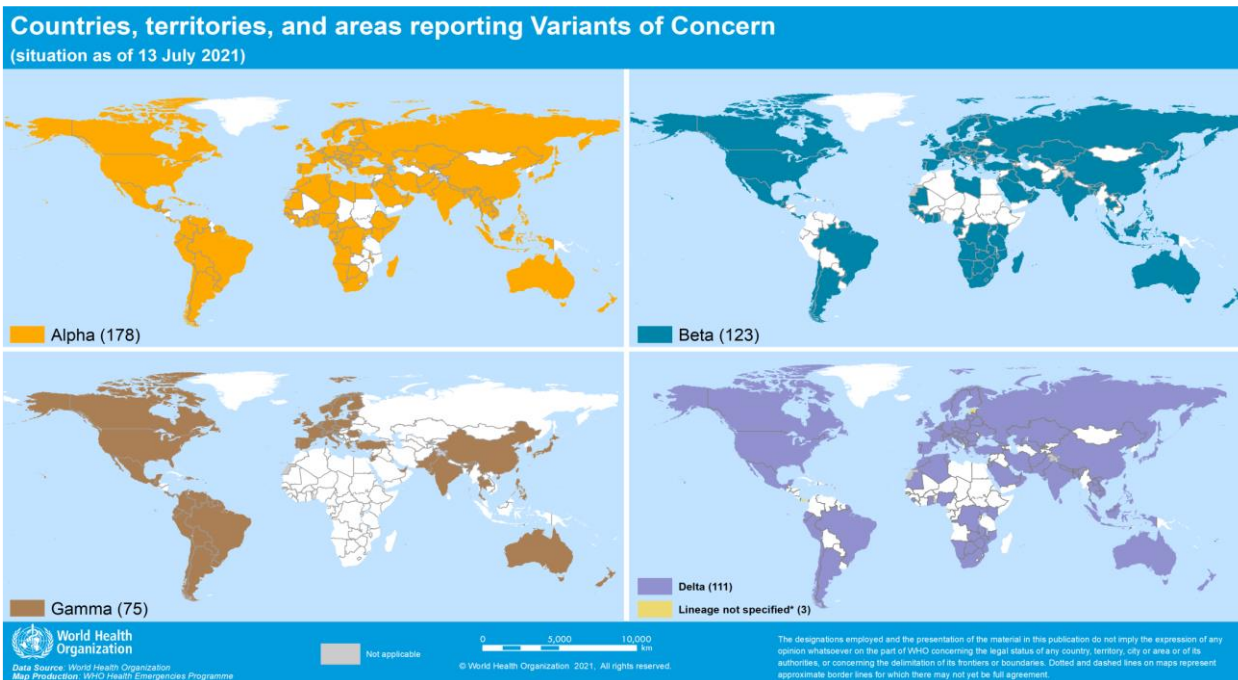 Countries, territories, and areas reporting Variants of Concern
(situation as of 13 July 2021)
Alpha (178)
Beta (123)
Gamma (75)
Delta (111)
Lineage not specified* (3)
World Health
Organization
Data Source: World Health Organization
Map Production: WHO Health Emergencies Programme
Not applicable
0 5,000 10,000
km
© World Health Organization 2021, All rights reserved.
The designations employed and the presentation of the material in this publication do not imply the expression of any
opinion whatsoever on the part of WHO concerning the legal status of any country, territory, city or area or of its
authorities, or concerning the delimitation of its frontiers or boundaries. Dotted and dashed lines on maps represent
approximate border lines for which there may not yet be full agreement.